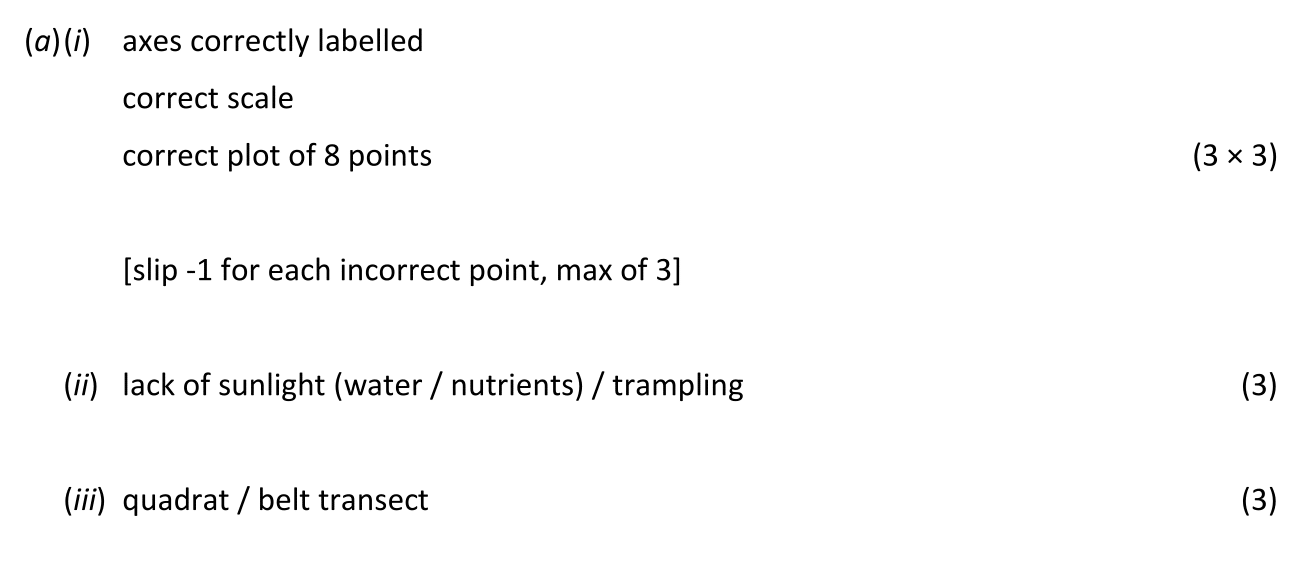 (a)(i) axes correctly labelled
correct scale
correct plot of 8 points (3 × 3)
[slip -1 for each incorrect point, max of 3]
(ii) lack of sunlight (water / nutrients) / trampling (3)
(iii) quadrat / belt transect (3)